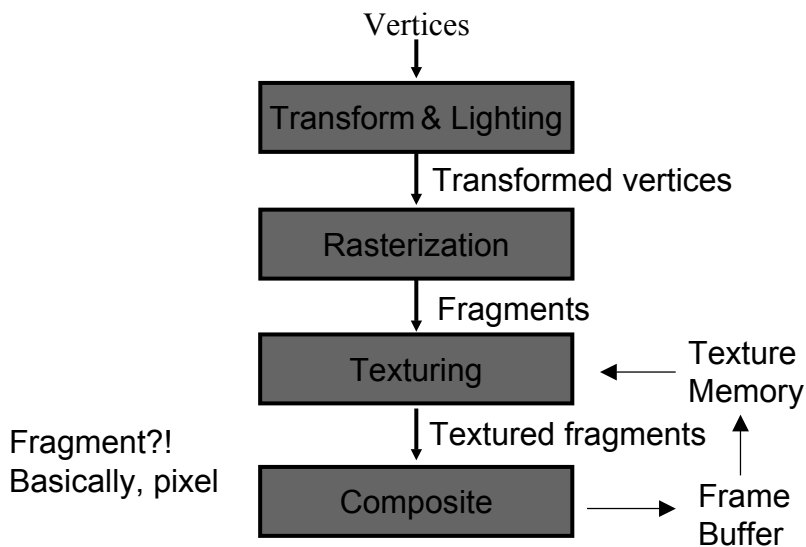 Vertices
Transform & Lighting
Transformed vertices
Rasterization
Fragments
Texturing
Texture
Memory
Textured fragments
Fragment?!
Basically, pixel
Composite
Frame
Buffer